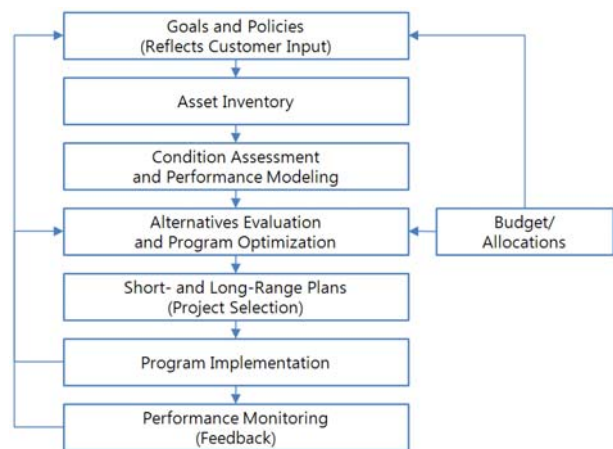 Goals and Policies
(Reflects Customer Input)
Asset Inventory
Condition Assessment
and Performance Modeling
Alternatives Evaluation
and Program Optimization
Budget/
Allocations
Short- and Long-Range Plans
(Project Selection)
Program Implementation
Performance Monitoring
(Feedback)